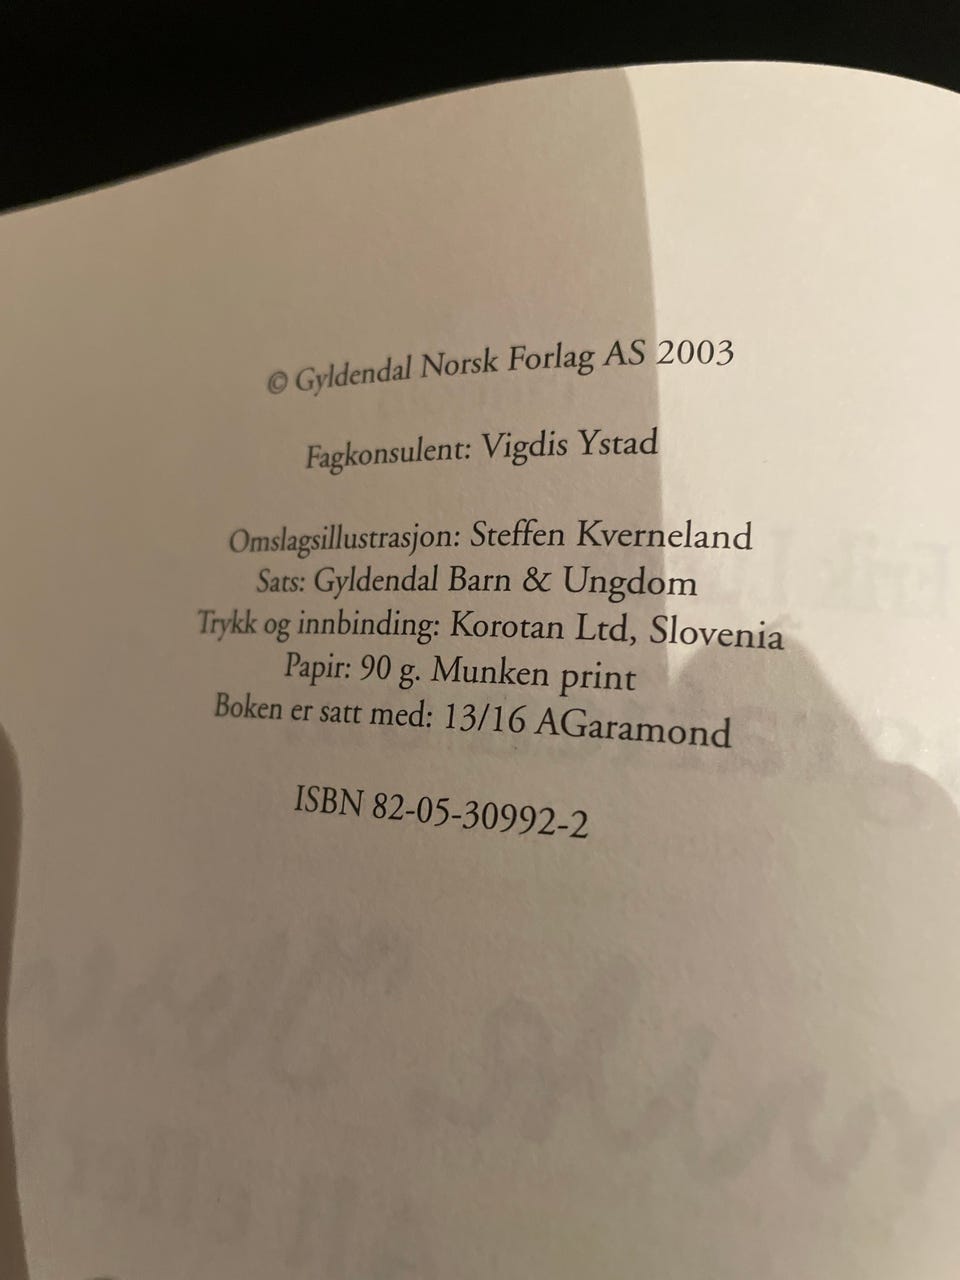 © Gyldendal Norsk Forlag AS 2003
Fagkonsulent: Vigdis Ystad
Omslagsillustrasjon: Steffen Kverneland
Sats: Gyldendal Barn & Ungdom
Trykk og innbinding: Korotan Ltd, Slovenia
Papir: 90 g. Munken print
Boken er satt med: 13/16 AGaramond
ISBN 82-05-30992-2